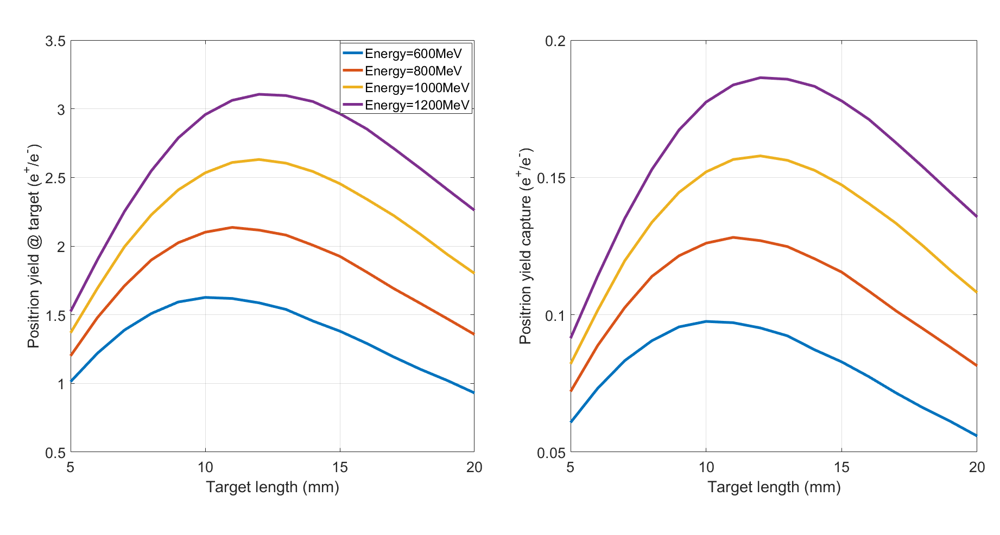 3.5
3
2.5
2
1.5
1
0.5
5
10
15
20
Target length (mm)
Positrion yield @ target (e+/e-)
Energy=600MeV
Energy=800MeV
Energy=1000MeV
Energy=1200MeV
0.2
0.15
0.1
0.05
5
10
15
20
Target length (mm)
Positrion yield capture (e+/e-)